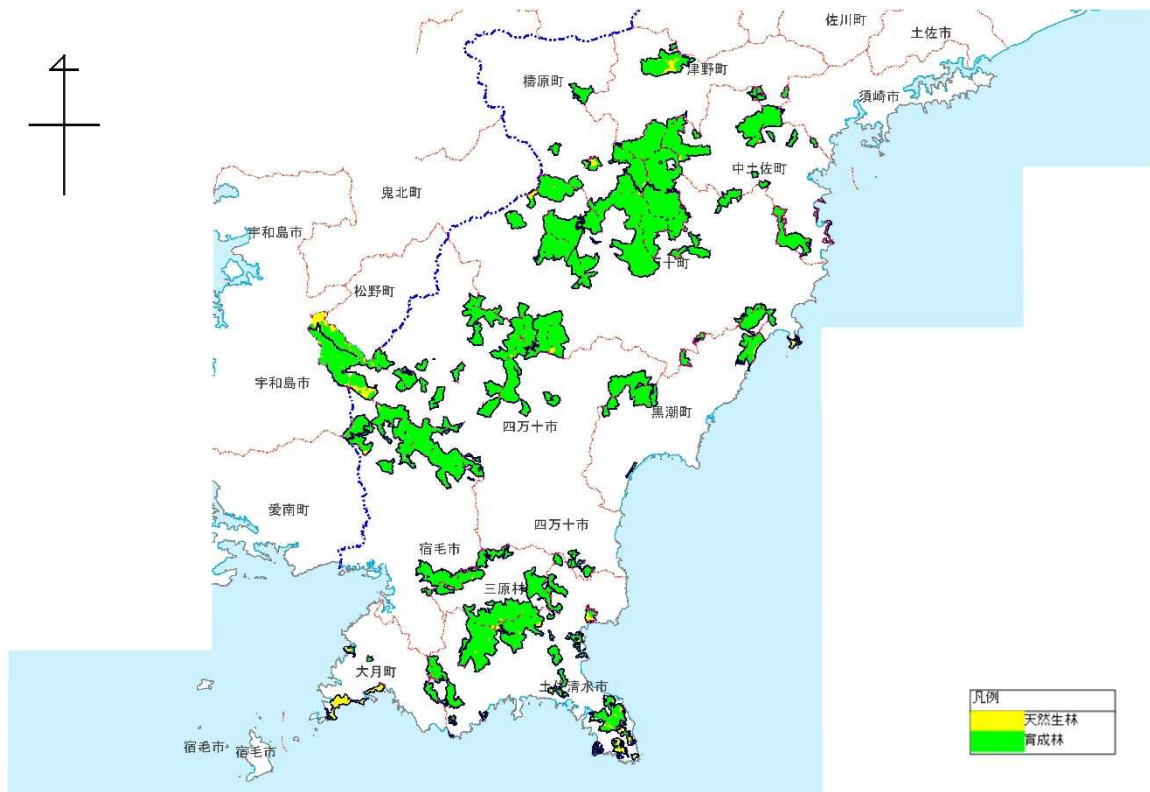 佐川町
土佐市
津野町
梼原町
須崎市
中土佐町
鬼北町
宇和島市
十町
松野町
宇和島市
黒潮町
四万十市
愛南町
四万十市
宿毛市
三原村
大月町
土佐清水市
宿毛市
宿毛市
凡例
天然生林
育成林